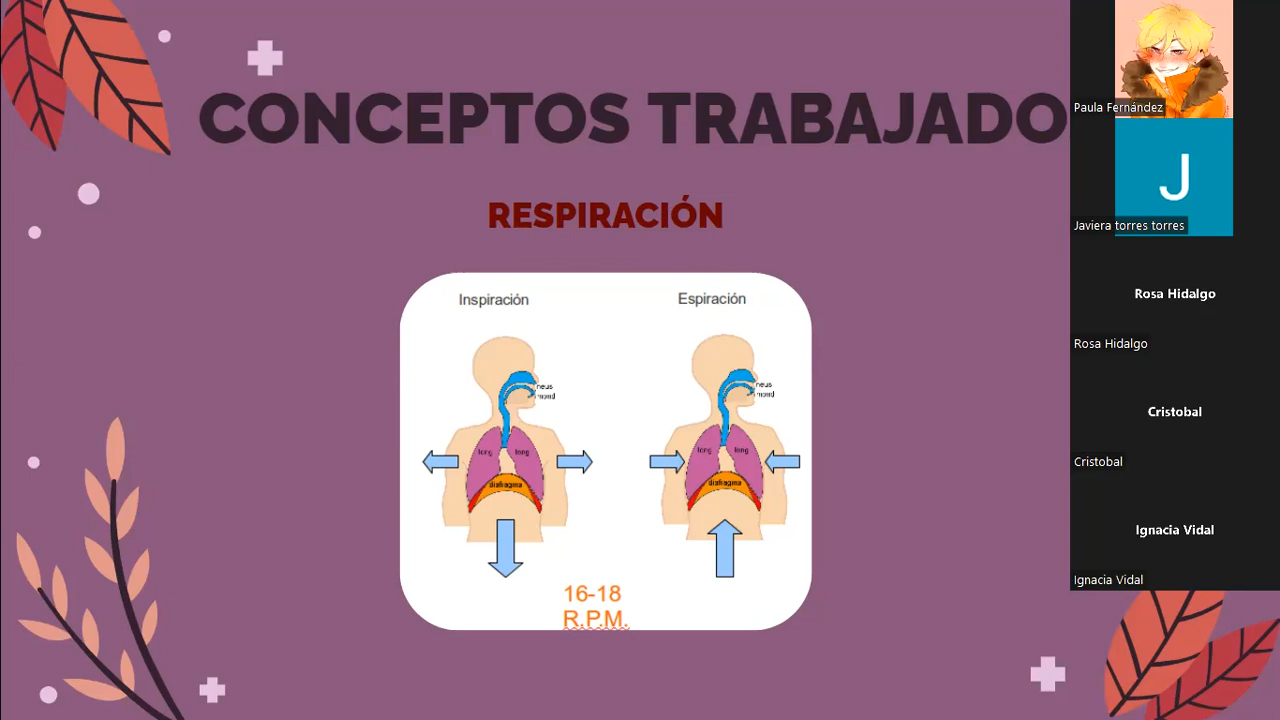 CONCEPTOS TRABAJADO
RESPIRACIÓN
Inspiración
Espiración
neus
mond
long
long
diafragma
neus
mond
long
long
diafragma
16-18
R.P.M.
Paula Fernández
J
Javiera torres torres
Rosa Hidalgo
Rosa Hidalgo
Cristobal
Cristobal
Ignacia Vidal
Ignacia Vidal